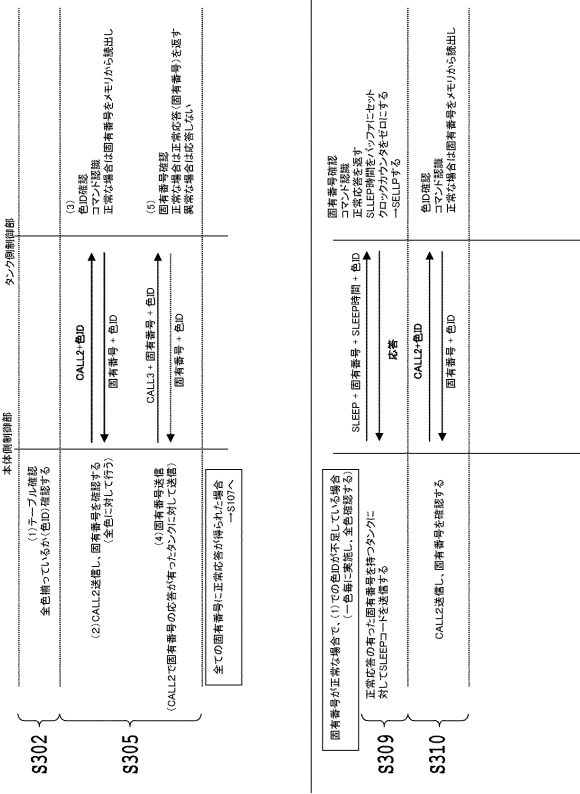 本体側制御部
タンク側制御部
S302
(1)テーブル確認
全色揃っているか(色ID)確認する
S305
(2)CALL2送信し、固有番号を確認する
(全色に対して行う)
CALL2+色ID
固有番号 + 色ID
(3)
色ID確認
コマンド認識
正常な場合は固有番号をメモリから読出し
(4)固有番号送信
(CALL2で固有番号の応答が有ったタンクに対して送信)
CALL3 + 固有番号 + 色ID
固有番号 + 色ID
(5)
固有番号確認
正常な場合は正常応答(固有番号)を返す
異常な場合は応答しない
全ての固有番号に正常応答が得られた場合
→S107へ
固有番号が正常な場合で、(1)での色IDが不足している場合
(一色毎に実施し、全色確認する)
S309
正常応答の有った固有番号を持つタンクに
対してSLEEPコードを送信する
SLEEP + 固有番号 + SLEEP時間 + 色ID
応答
固有番号確認
コマンド認識
正常応答を返す
SLLEP時間をバッファにセット
クロックカウンタをゼロにする
→SELLPする
S310
CALL2送信し、固有番号を確認する
CALL2+色ID
固有番号 + 色ID
色ID確認
コマンド認識
正常な場合は固有番号をメモリから読出し